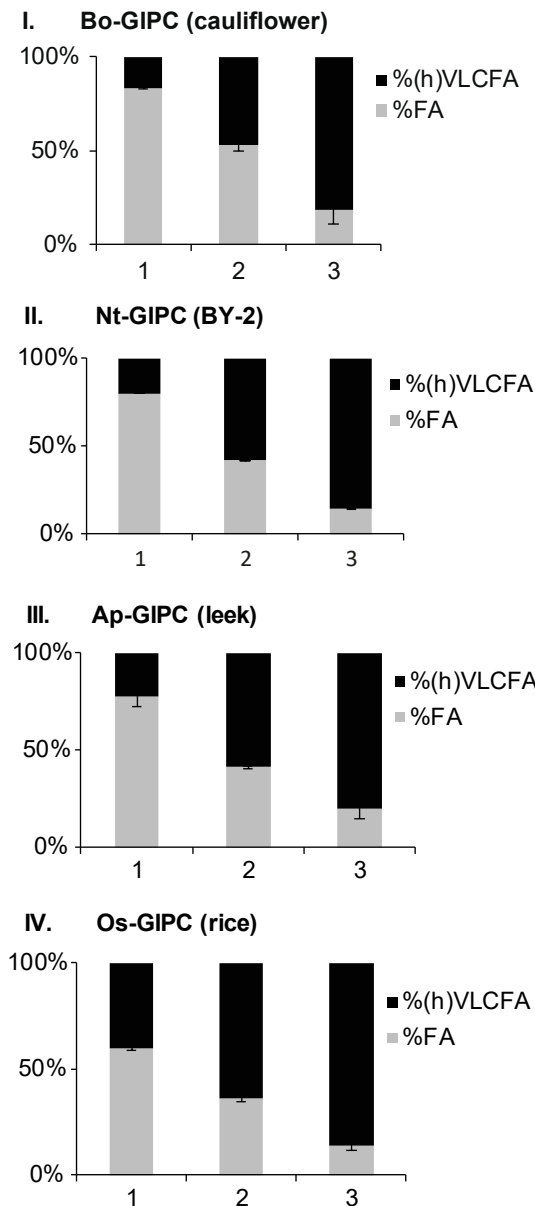 I. Bo-GIPC (cauliflower)
100%
50%
0%
1 2 3
%(h)VLCFA
%FA
II. Nt-GIPC (BY-2)
100%
50%
0%
1 2 3
%(h)VLCFA
%FA
III. Ap-GIPC (leek)
100%
50%
0%
1 2 3
%(h)VLCFA
%FA
IV. Os-GIPC (rice)
100%
50%
0%
1 2 3
%(h)VLCFA
%FA